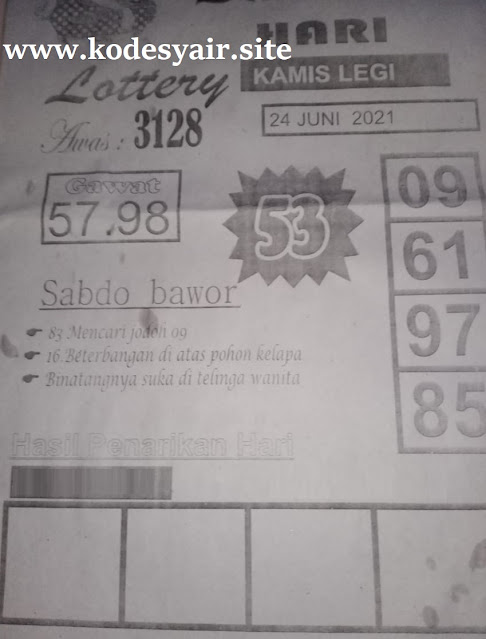 www.kodesyair.site
HARI
Lottery
KAMIS LEGI
24 JUNI 2021
Awas : 3128
Gawat
57.98
53
09
61
97
85
Sabdo bawor
83 Mencari jodoh 09
16 Beterbangan di atas pohon kelapa
Binatangnya suka di telinga wanita
Hasil Penarikan Hari